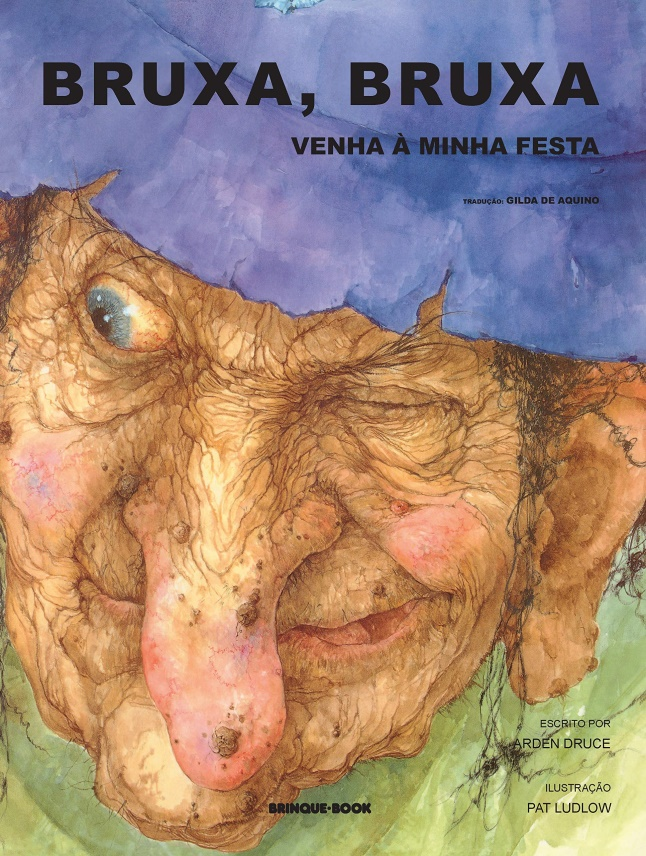 BRUXA, BRUXA
VENHA À MINHA FESTA
TRADUÇÃO: GILDA DE AQUINO
ESCRITO POR
ARDEN DRUCE
ILUSTRAÇÃO
PAT LUDLOW
BRINQUE-BOOK